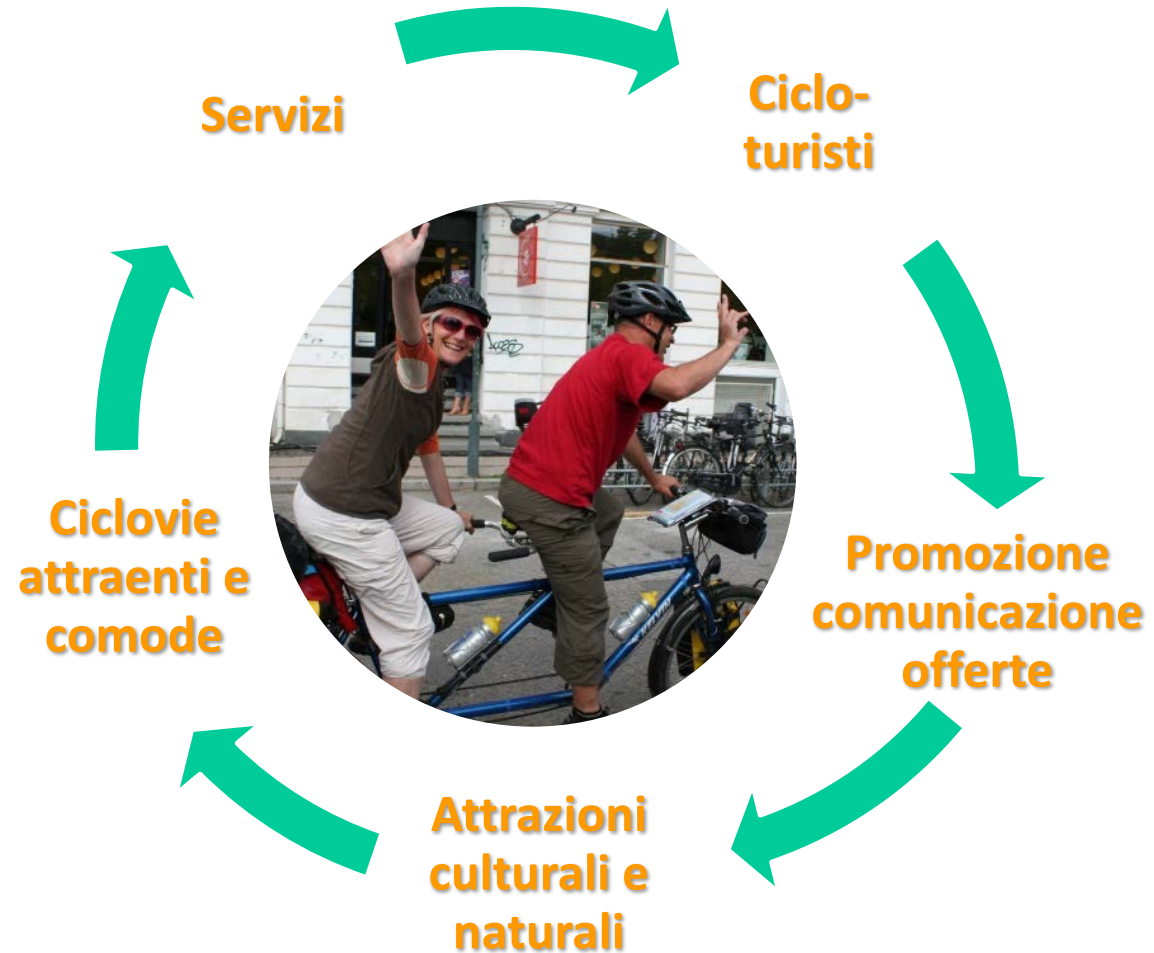 Servizi
Ciclo-
turisti
Promozione
comunicazione
offerte
Attrazioni
culturali e
naturali
Ciclovie
attraenti e
comode